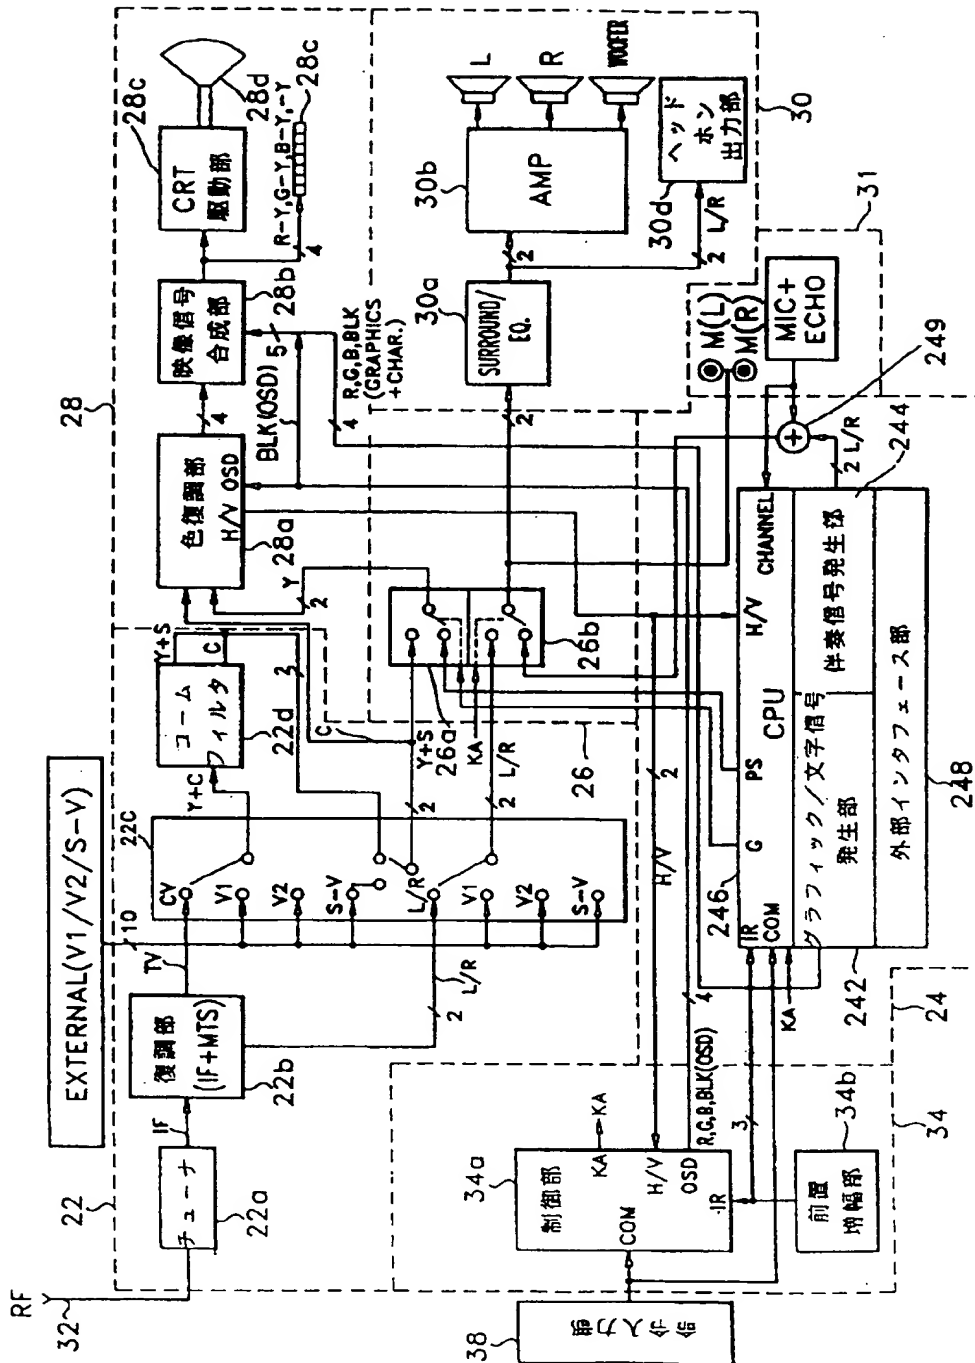 RF
32
22
チューナ
22a
IF
復調部
(IF+MTS)
22b
TV
EXTERNAL(V1/V2/S-V)
10
L/R
2
22C
CV
V1
V2
S-V
L/R
V1
V2
S-V
Y+C
コーム
フィルタ
22d
Y+S
C
2
C
Y+S
2
26a
KA
L/R
2
26
26b
28
色復調部
H/V OSD
28a
Y
2
4
映像信号
合成部
28b
BLK(OSD)
5
4
R,G,B,BLK
(GRAPHICS
+CHAR.)
CRT
駆動部
28c
28d
R-Y,G-Y,B-Y,-Y
4
28c
SURROUND/
EQ.
30a
2
2
AMP
30b
L
R
WOOFER
ヘッド
ホン
出力部
30d
L/R
2
30
31
M(L)
M(R)
MIC+
ECHO
249
2 L/R
244
H/V
2
H/V
CHANNEL
CPU
PS
G
246
IR
COM
KA
グラフィック/文字信号
発生部
伴奏信号発生部
外部インタフェース部
242
248
24
34
34a
制御部
COM
KA
KA
H/V
OSD
IR
R,G,B,BLK(OSD)
4
3
34b
前置
増幅部
38